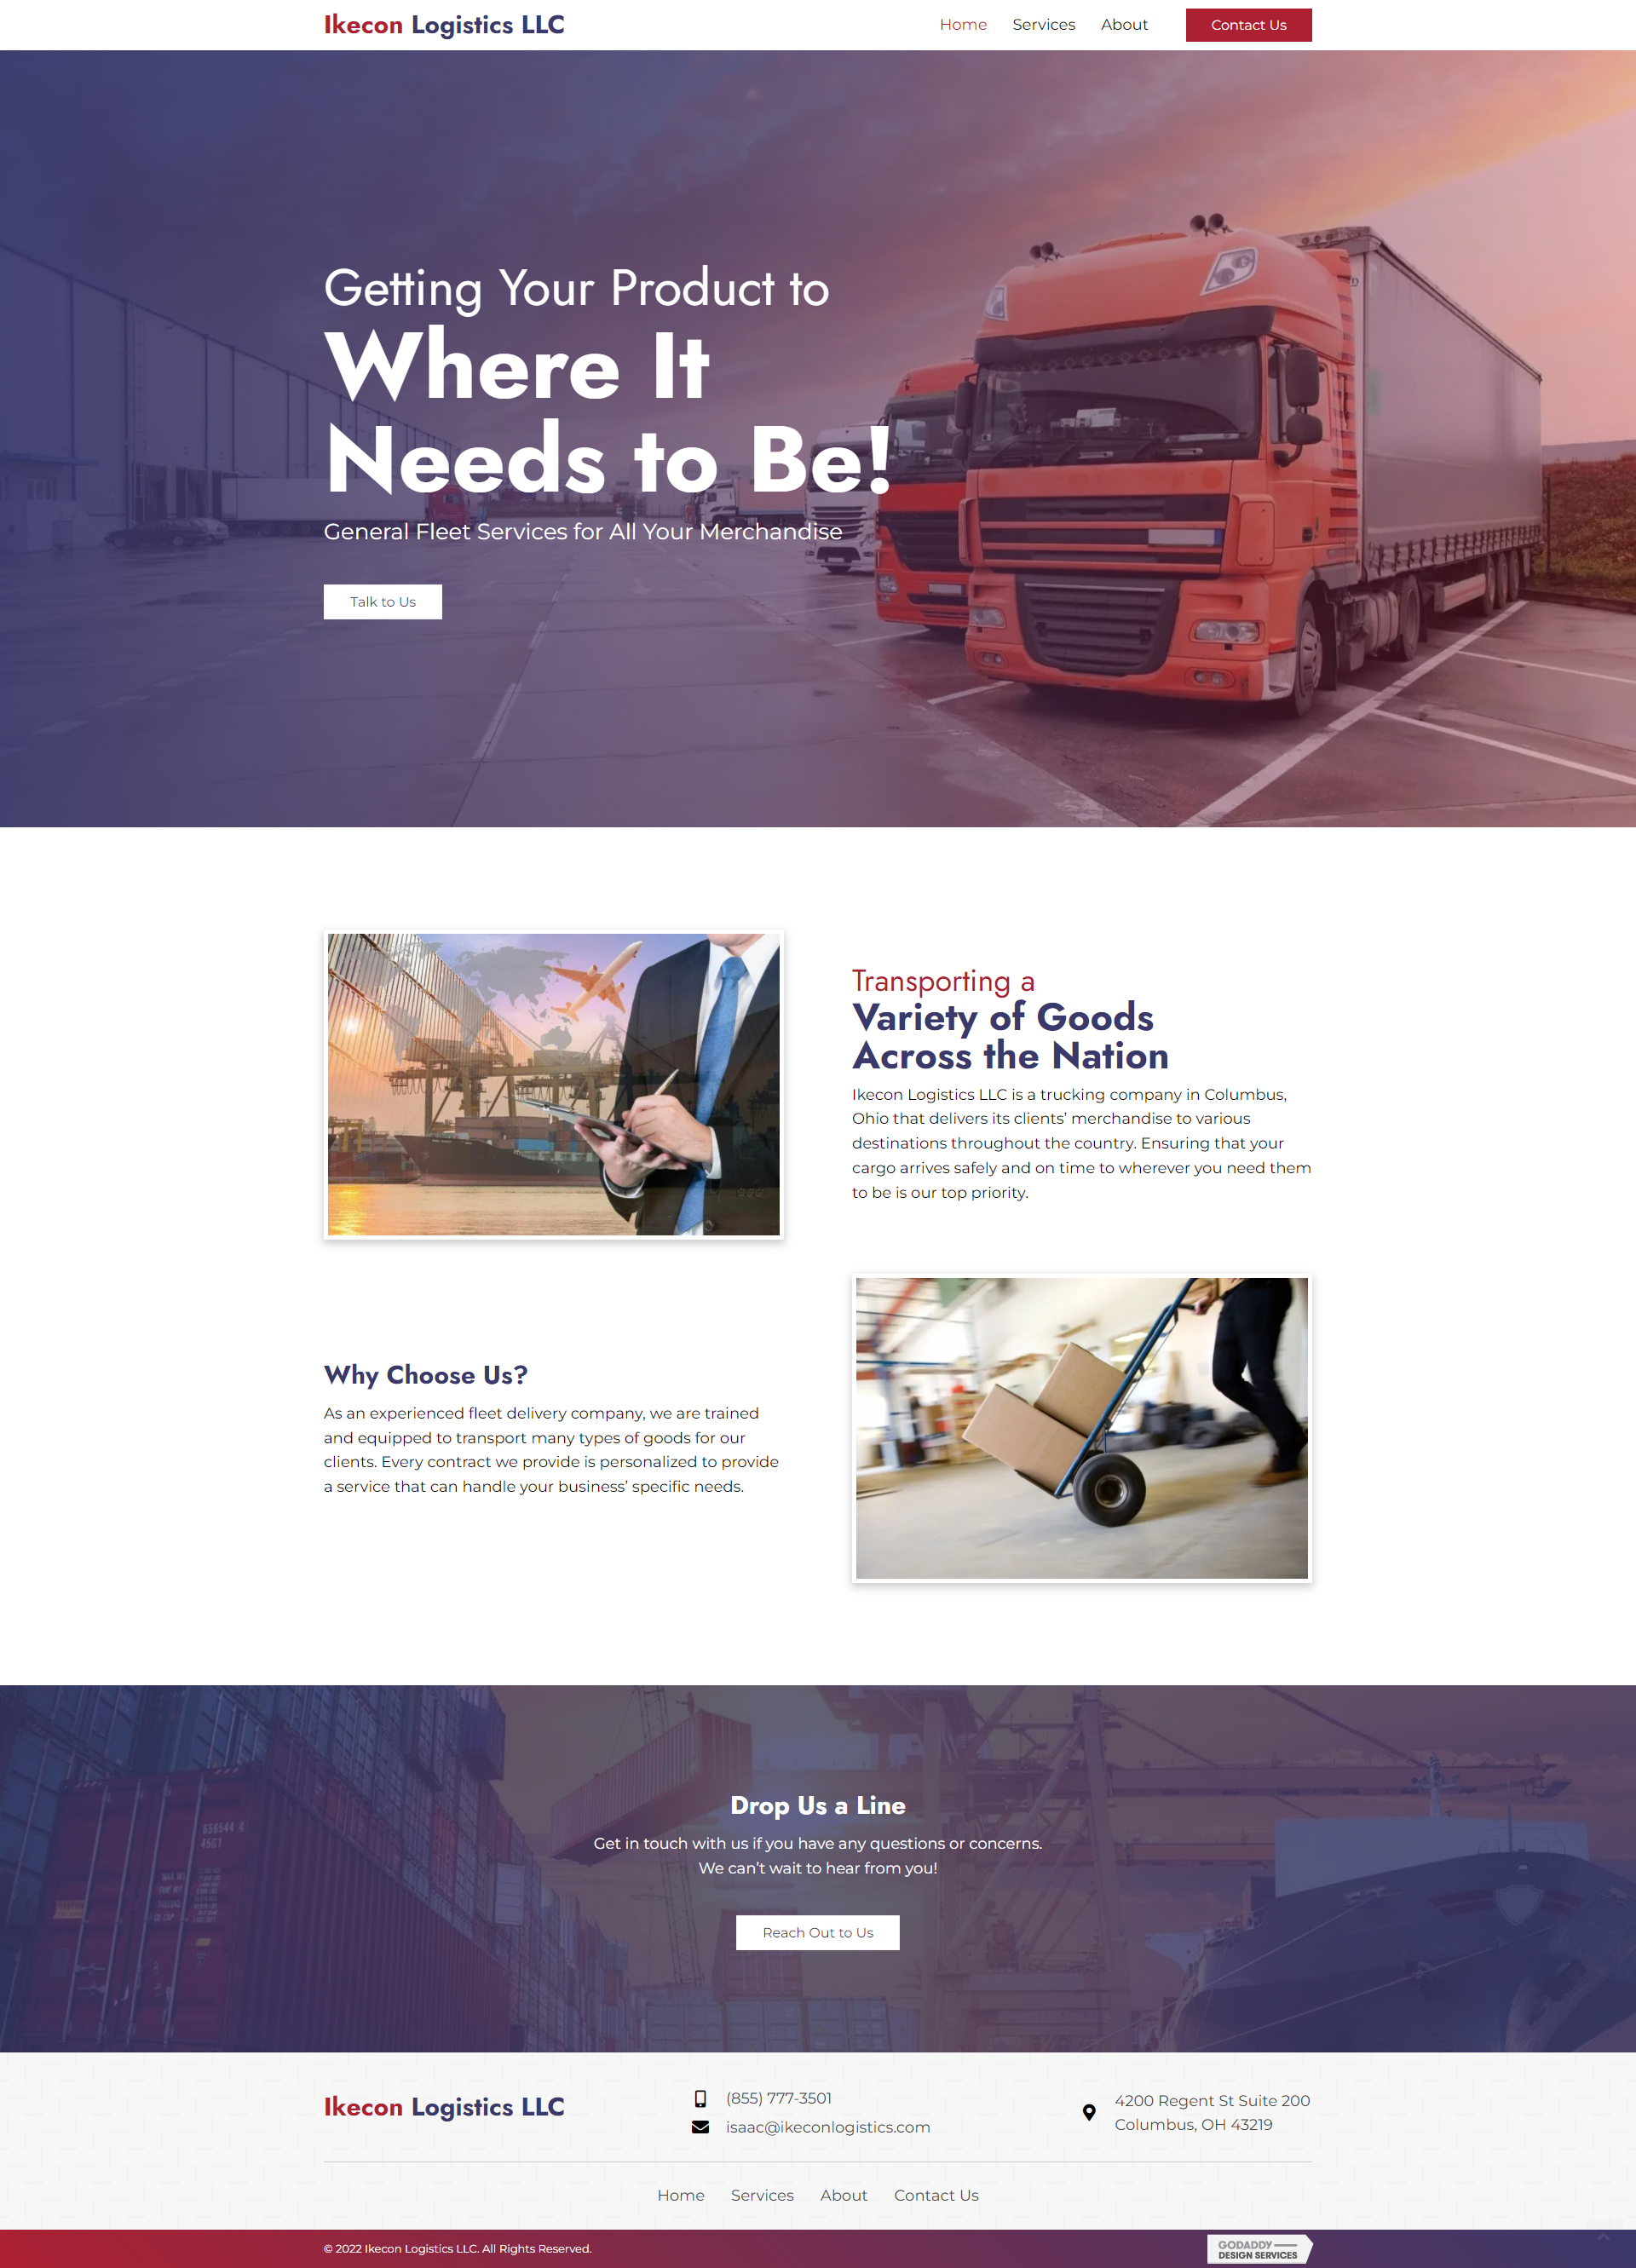 Ikecon Logistics LLC
Home Services About Contact Us
Getting Your Product to
Where It
Needs to Be!
General Fleet Services for All Your Merchandise
Talk to Us
Transporting a
Variety of Goods
Across the Nation
Ikecon Logistics LLC is a trucking company in Columbus,
Ohio that delivers its clients’ merchandise to various
destinations throughout the country. Ensuring that your
cargo arrives safely and on time to wherever you need them
to be is our top priority.
Why Choose Us?
As an experienced fleet delivery company, we are trained
and equipped to transport many types of goods for our
clients. Every contract we provide is personalized to provide
a service that can handle your business’ specific needs.
Drop Us a Line
Get in touch with us if you have any questions or concerns.
We can’t wait to hear from you!
Reach Out to Us
Ikecon Logistics LLC
(855) 777-3501
isaac@ikeconlogistics.com
4200 Regent St Suite 200
Columbus, OH 43219
Home Services About Contact Us
© 2022 Ikecon Logistics LLC. All Rights Reserved.
GODADDY
DESIGN SERVICES